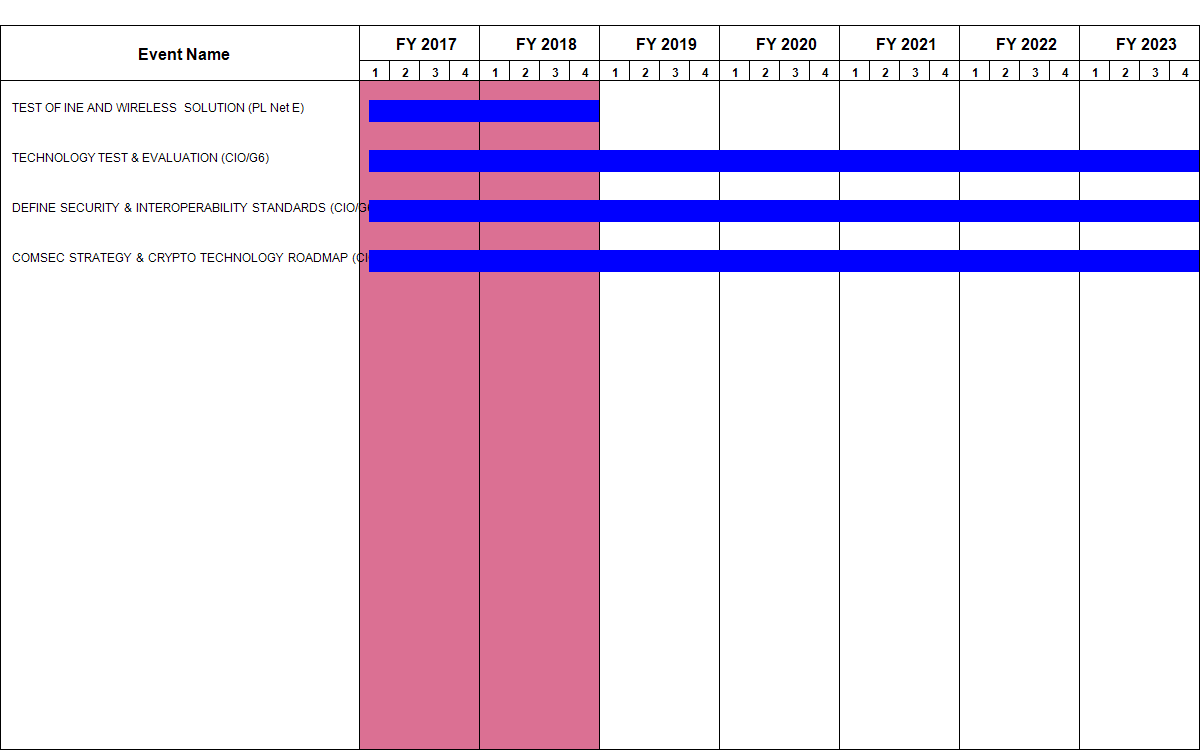 Event Name
FY 2017 FY 2018 FY 2019 FY 2020 FY 2021 FY 2022 FY 2023
1 2 3 4 1 2 3 4 1 2 3 4 1 2 3 4 1 2 3 4 1 2 3 4 1 2 3 4
TEST OF INE AND WIRELESS  SOLUTION (PL Net E)
TECHNOLOGY TEST & EVALUATION (CIO/G6)
DEFINE SECURITY & INTEROPERABILITY STANDARDS (CIO/G
COMSEC STRATEGY & CRYPTO TECHNOLOGY ROADMAP (CI